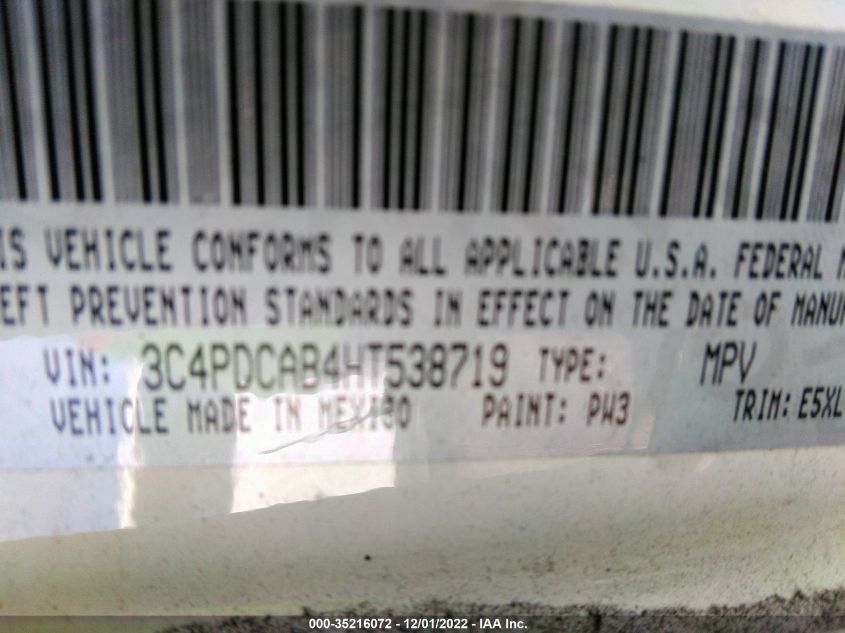 IS VEHICLE CONFORMS TO ALL APPLICABLE U.S.A. FEDERAL
EFT PREVENTION STANDARDS IN EFFECT ON THE DATE OF MANU
VIN: 3C4PDCAB4HT538719 TYPE: MPV
VEHICLE MADE IN MEXICO PAINT: PW3 TRIM: E5XL
000-35216072 - 12/01/2022 - IAA Inc.